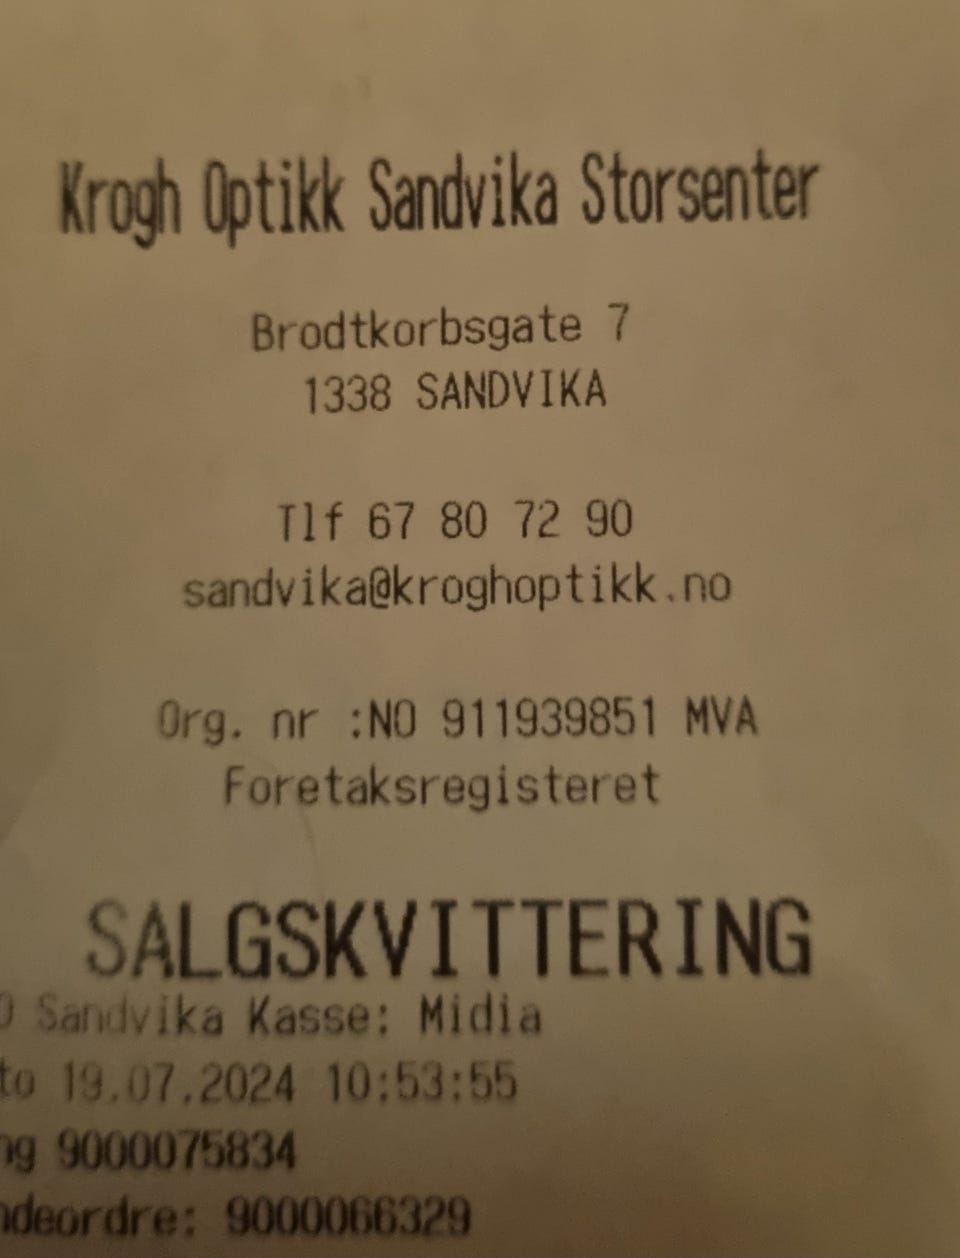 Krogh Optikk Sandvika Storsenter
Brodtkorbsgate 7
1338 SANDVIKA
Tlf 67 80 72 90
sandvika@kroghoptikk.no
Org. nr :NO 911939851 MVA
Foretaksregisteret
SALGSKVITTERING
Sandvika Kasse: Midia
19.07.2024 10:53:55
9000075834
9000066329